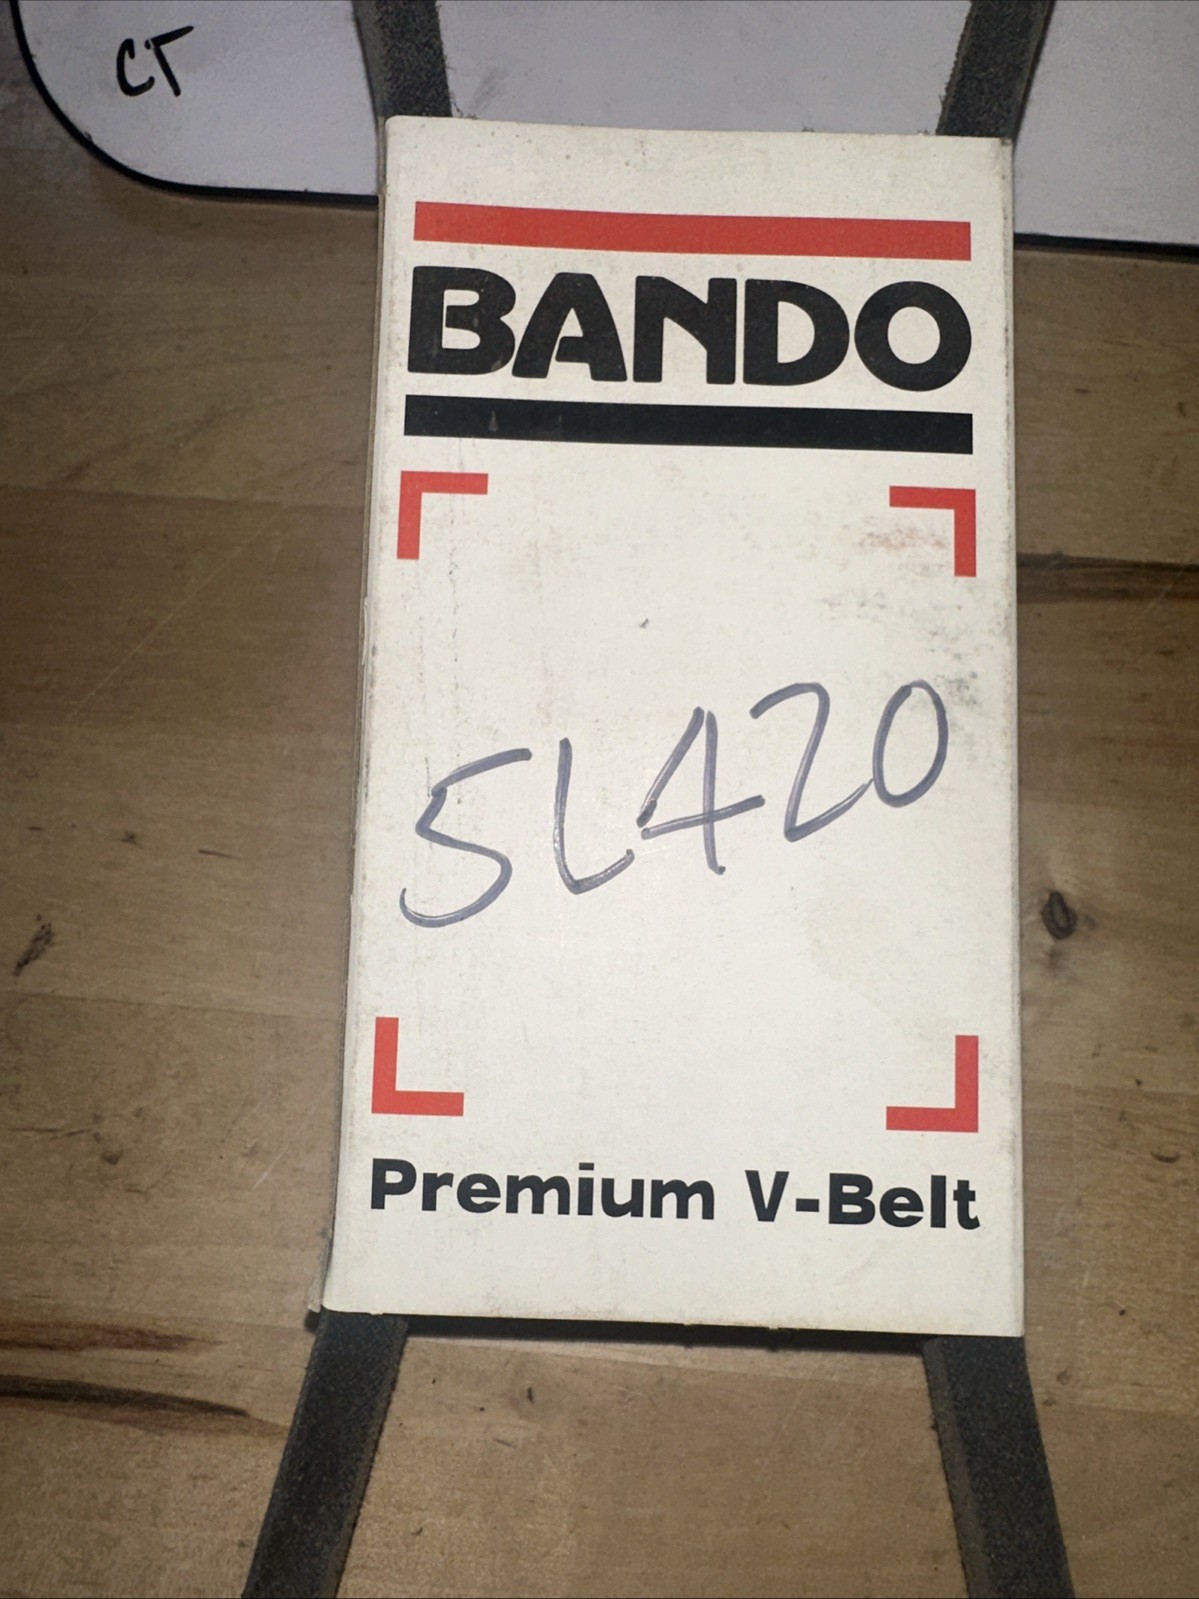 CT
BANDO
5L420
Premium V-Belt